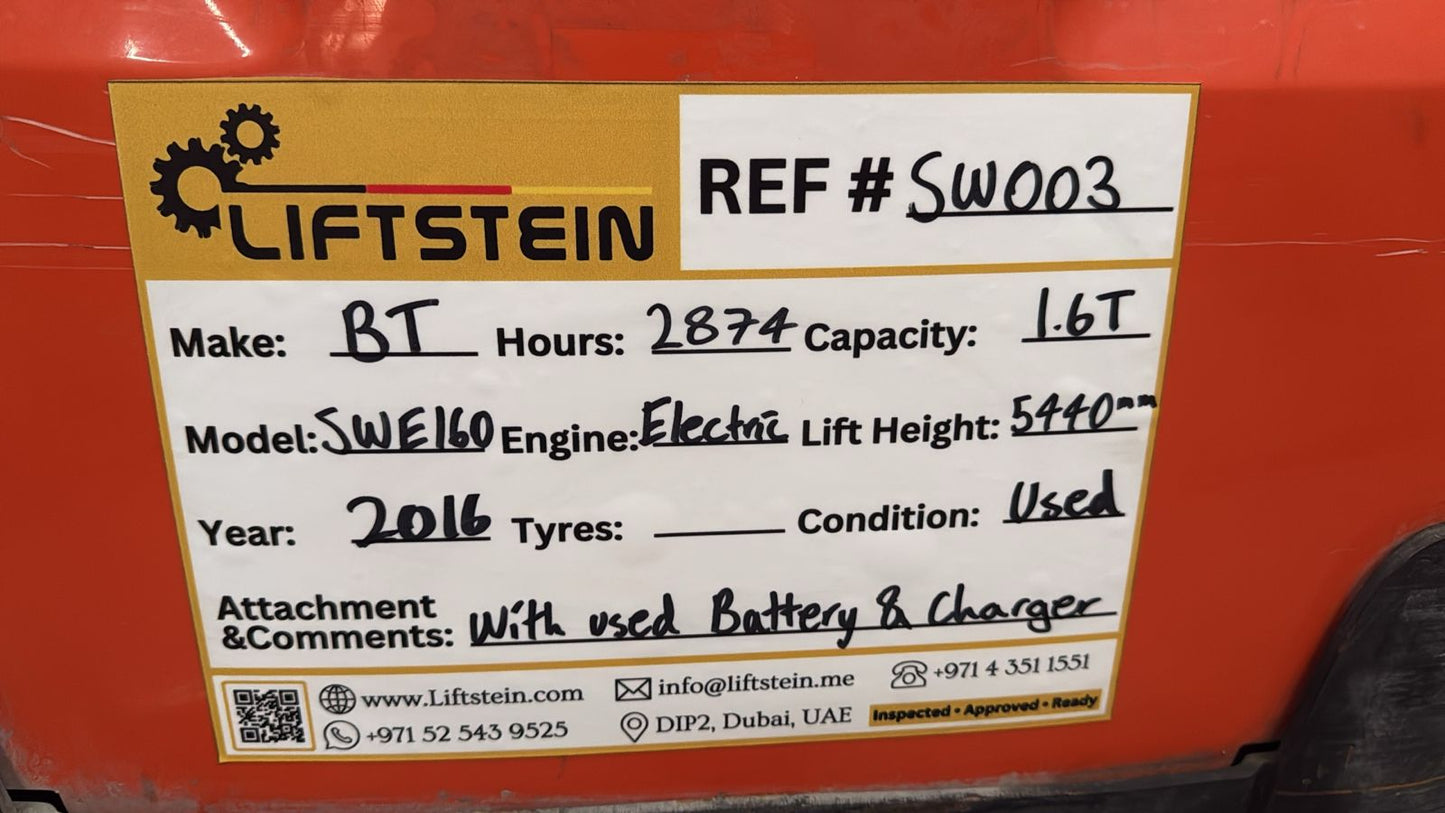 LIFTSTEIN
REF # SW003
Make: BT Hours: 2874 Capacity: 1.6T
Model: SWE160 Engine: Electric Lift Height: 5440mm
Year: 2016 Tyres: Condition: Used
Attachment
&Comments: With used Battery & Charger
www.Liftstein.com info@liftstein.me +971 4 351 1551
+971 52 543 9525 DIP2, Dubai, UAE Inspected • Approved • Ready